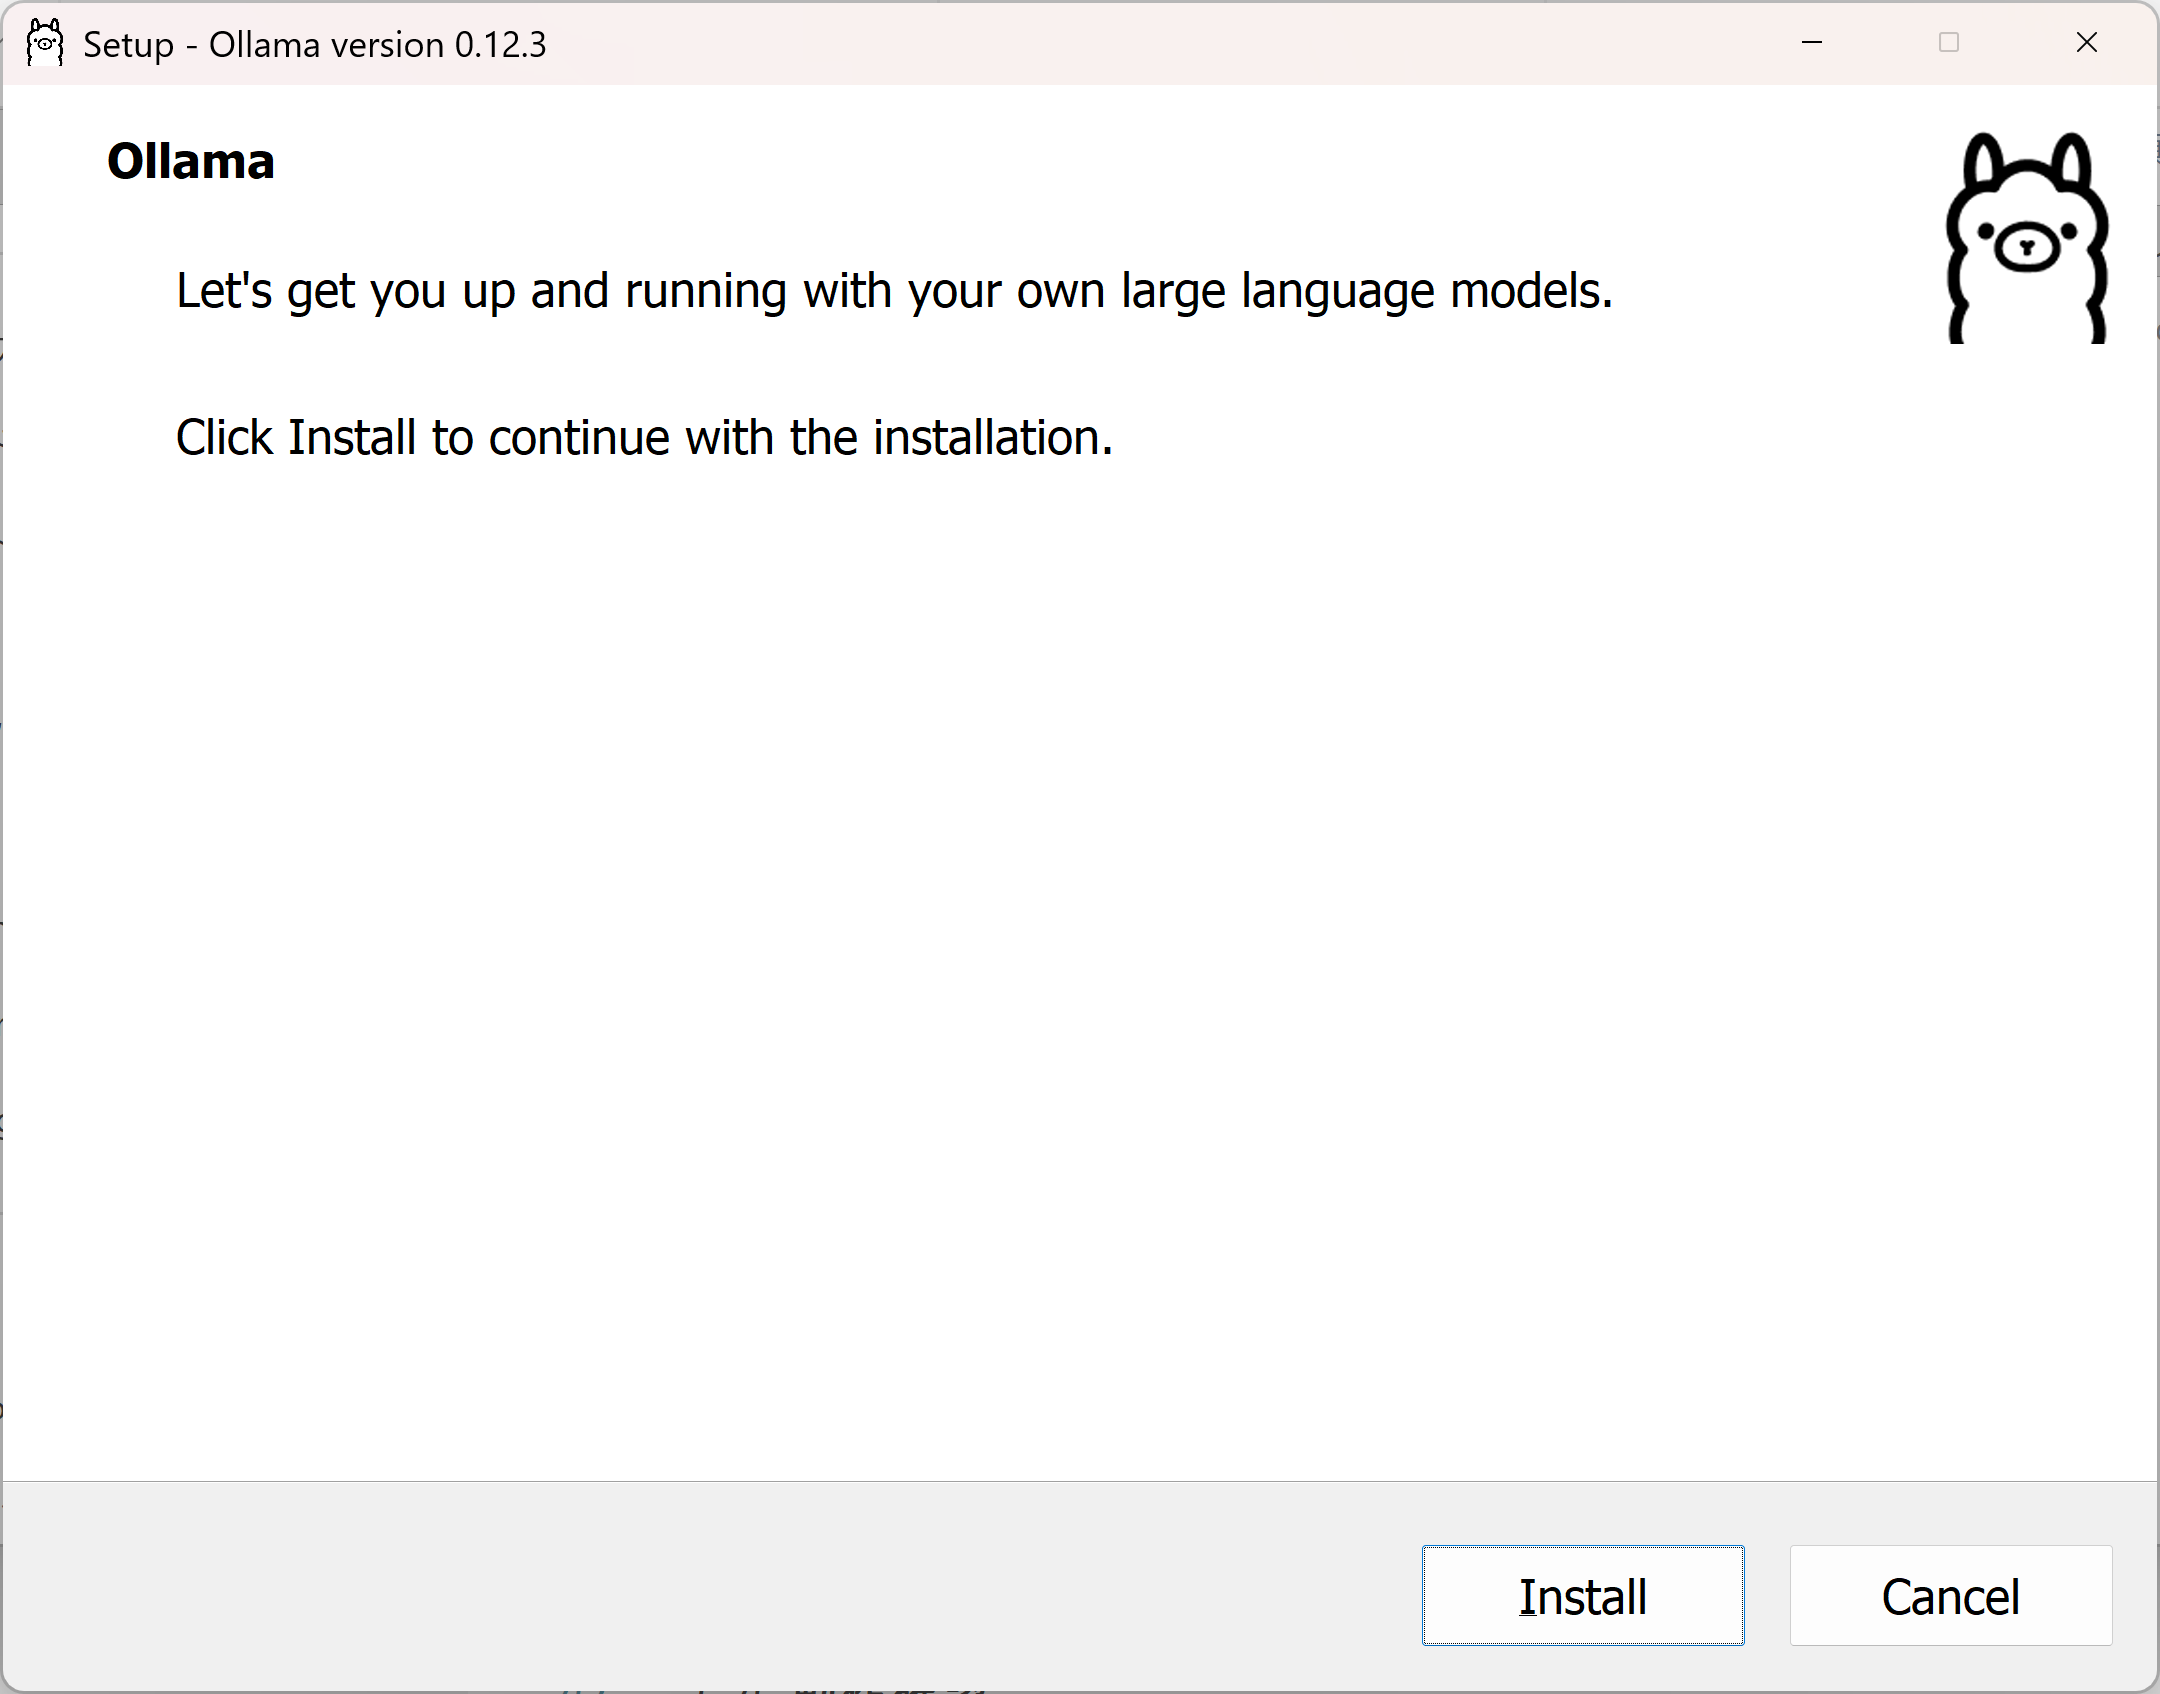 Setup - Ollama version 0.12.3
Ollama
Let's get you up and running with your own large language models.
Click Install to continue with the installation.
Install
Cancel